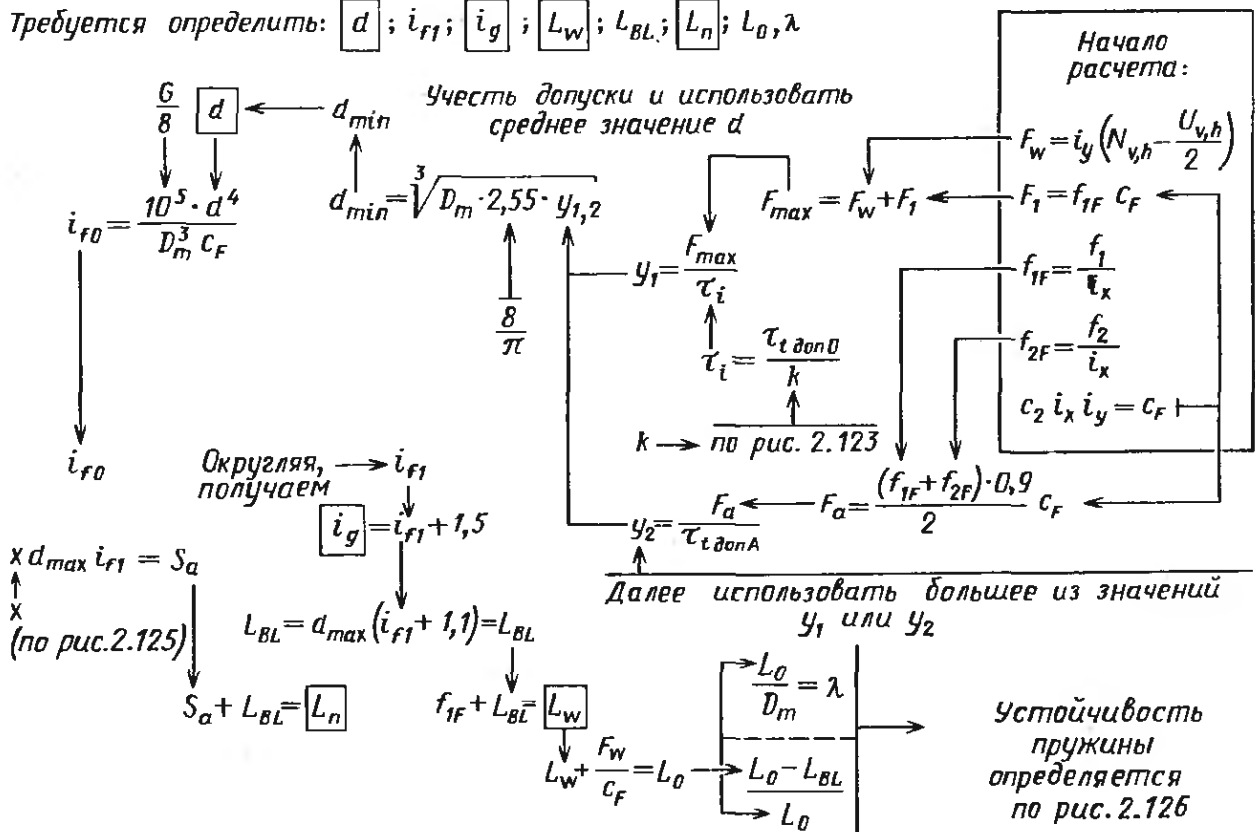 Требуется определить: d ; i_f1; i_g ; L_w ; L_BL; L_n ; L_0, λ
Начало
расчета:
F_w = i_y (N_v,h − U_v,h/2)
F_1 = f_1F c_F
f_1F = f_1/i_x
f_2F = f_2/i_x
c_2 i_x i_y = c_F
Учесть допуски и использовать
среднее значение d
G/8 d ← d_min
i_f0 = 10^5 · d^4 / D_m^3 c_F
d_min = ∛(D_m · 2,55 · y_1,2)
8/π
F_max = F_w + F_1
y_1 = F_max/τ_i
τ_i = τ_t доп 0/k
k → по рис. 2.123
F_a = (f_1F + f_2F) · 0,9/2 c_F
y_2 = F_a/τ_t доп A
Далее использовать большее из значений
y_1 или y_2
i_f0
Округляя, → i_f1
получаем
i_g = i_f1 + 1,5
x d_max i_f1 = S_a
x
(по рис.2.125)
L_BL = d_max (i_f1 + 1,1) = L_BL
S_a + L_BL = L_n
f_1F + L_BL = L_w
L_w + F_w/c_F = L_0
L_0/D_m = λ
L_0 − L_BL
L_0
Устойчивость
пружины
определяется
по рис. 2.126